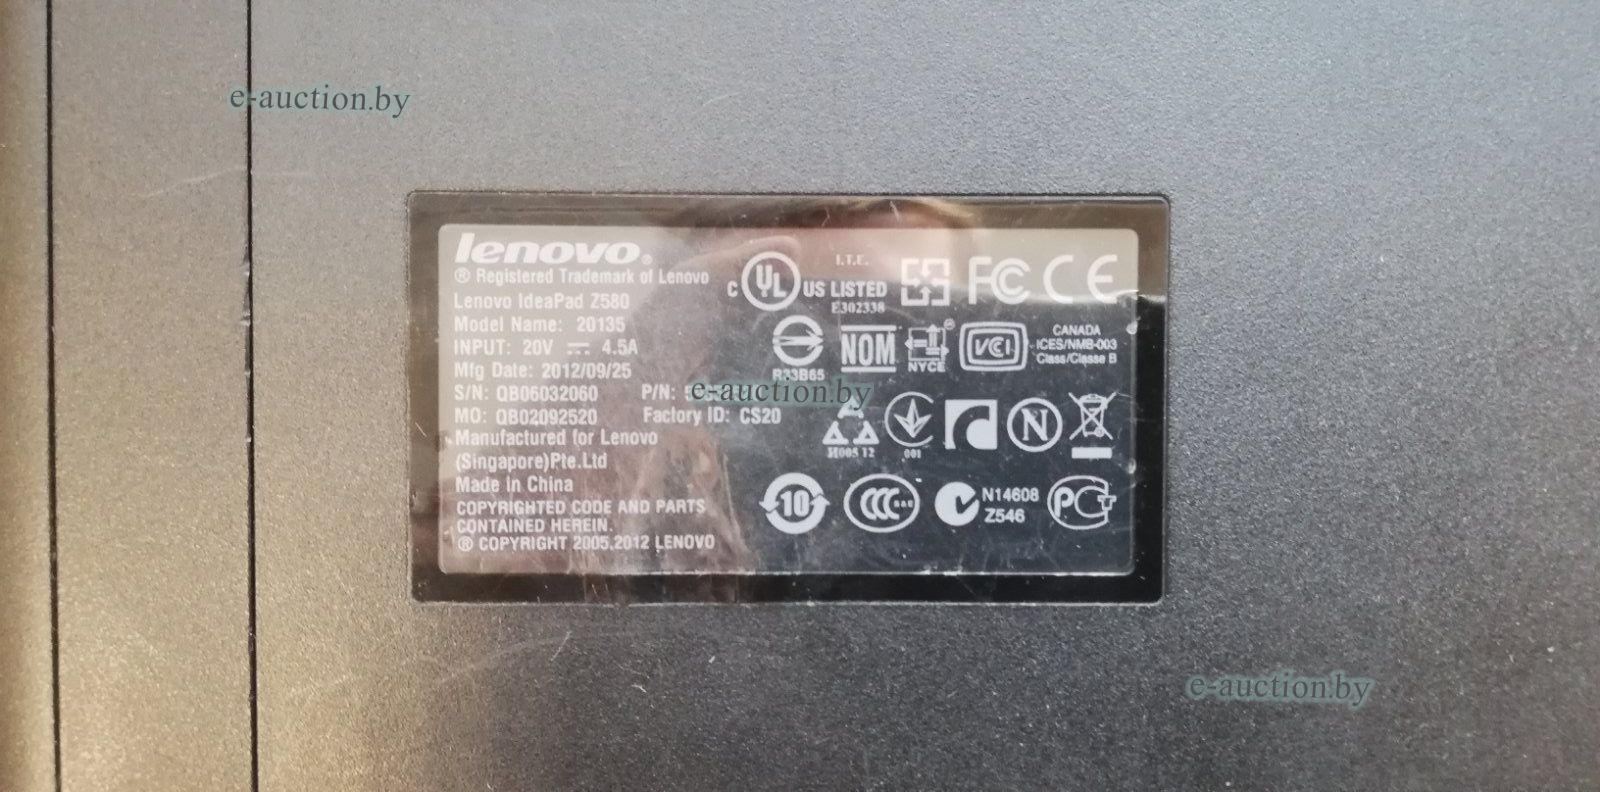 e-auction.by
lenovo®
® Registered Trademark of Lenovo
Lenovo IdeaPad Z580
Model Name: 20135
INPUT: 20V ⎓ 4.5A
Mfg Date: 2012/09/25
S/N: QB06032060 P/N:
e-auction.by
MO: QB02092520 Factory ID: CS20
Manufactured for Lenovo
(Singapore)Pte.Ltd
Made in China
COPYRIGHTED CODE AND PARTS
CONTAINED HEREIN.
® COPYRIGHT 2005,2012 LENOVO
I.T.E.
C UL US LISTED
E302338
FC CE
R33B65
NOM
NYCE
VCI
CANADA
ICES/NMB-003
Class/Classe B
001
N
10
CCC
S&E
N14608
Z546
PCT
e-auction.by